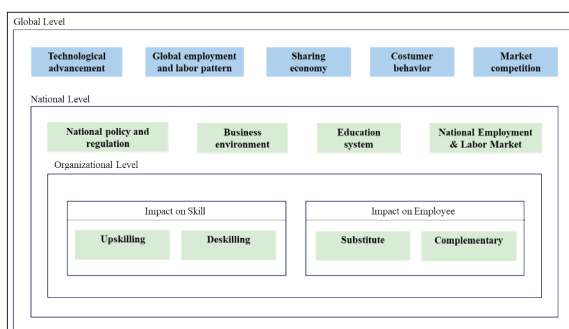 Global Level
Technological
advancement
Global employment
and labor pattern
Sharing
economy
Costumer
behavior
Market
competition
National Level
National policy and
regulation
Business
environment
Education
system
National Employment
& Labor Market
Organizational Level
Impact on Skill
Upskilling
Deskilling
Impact on Employee
Substitute
Complementary